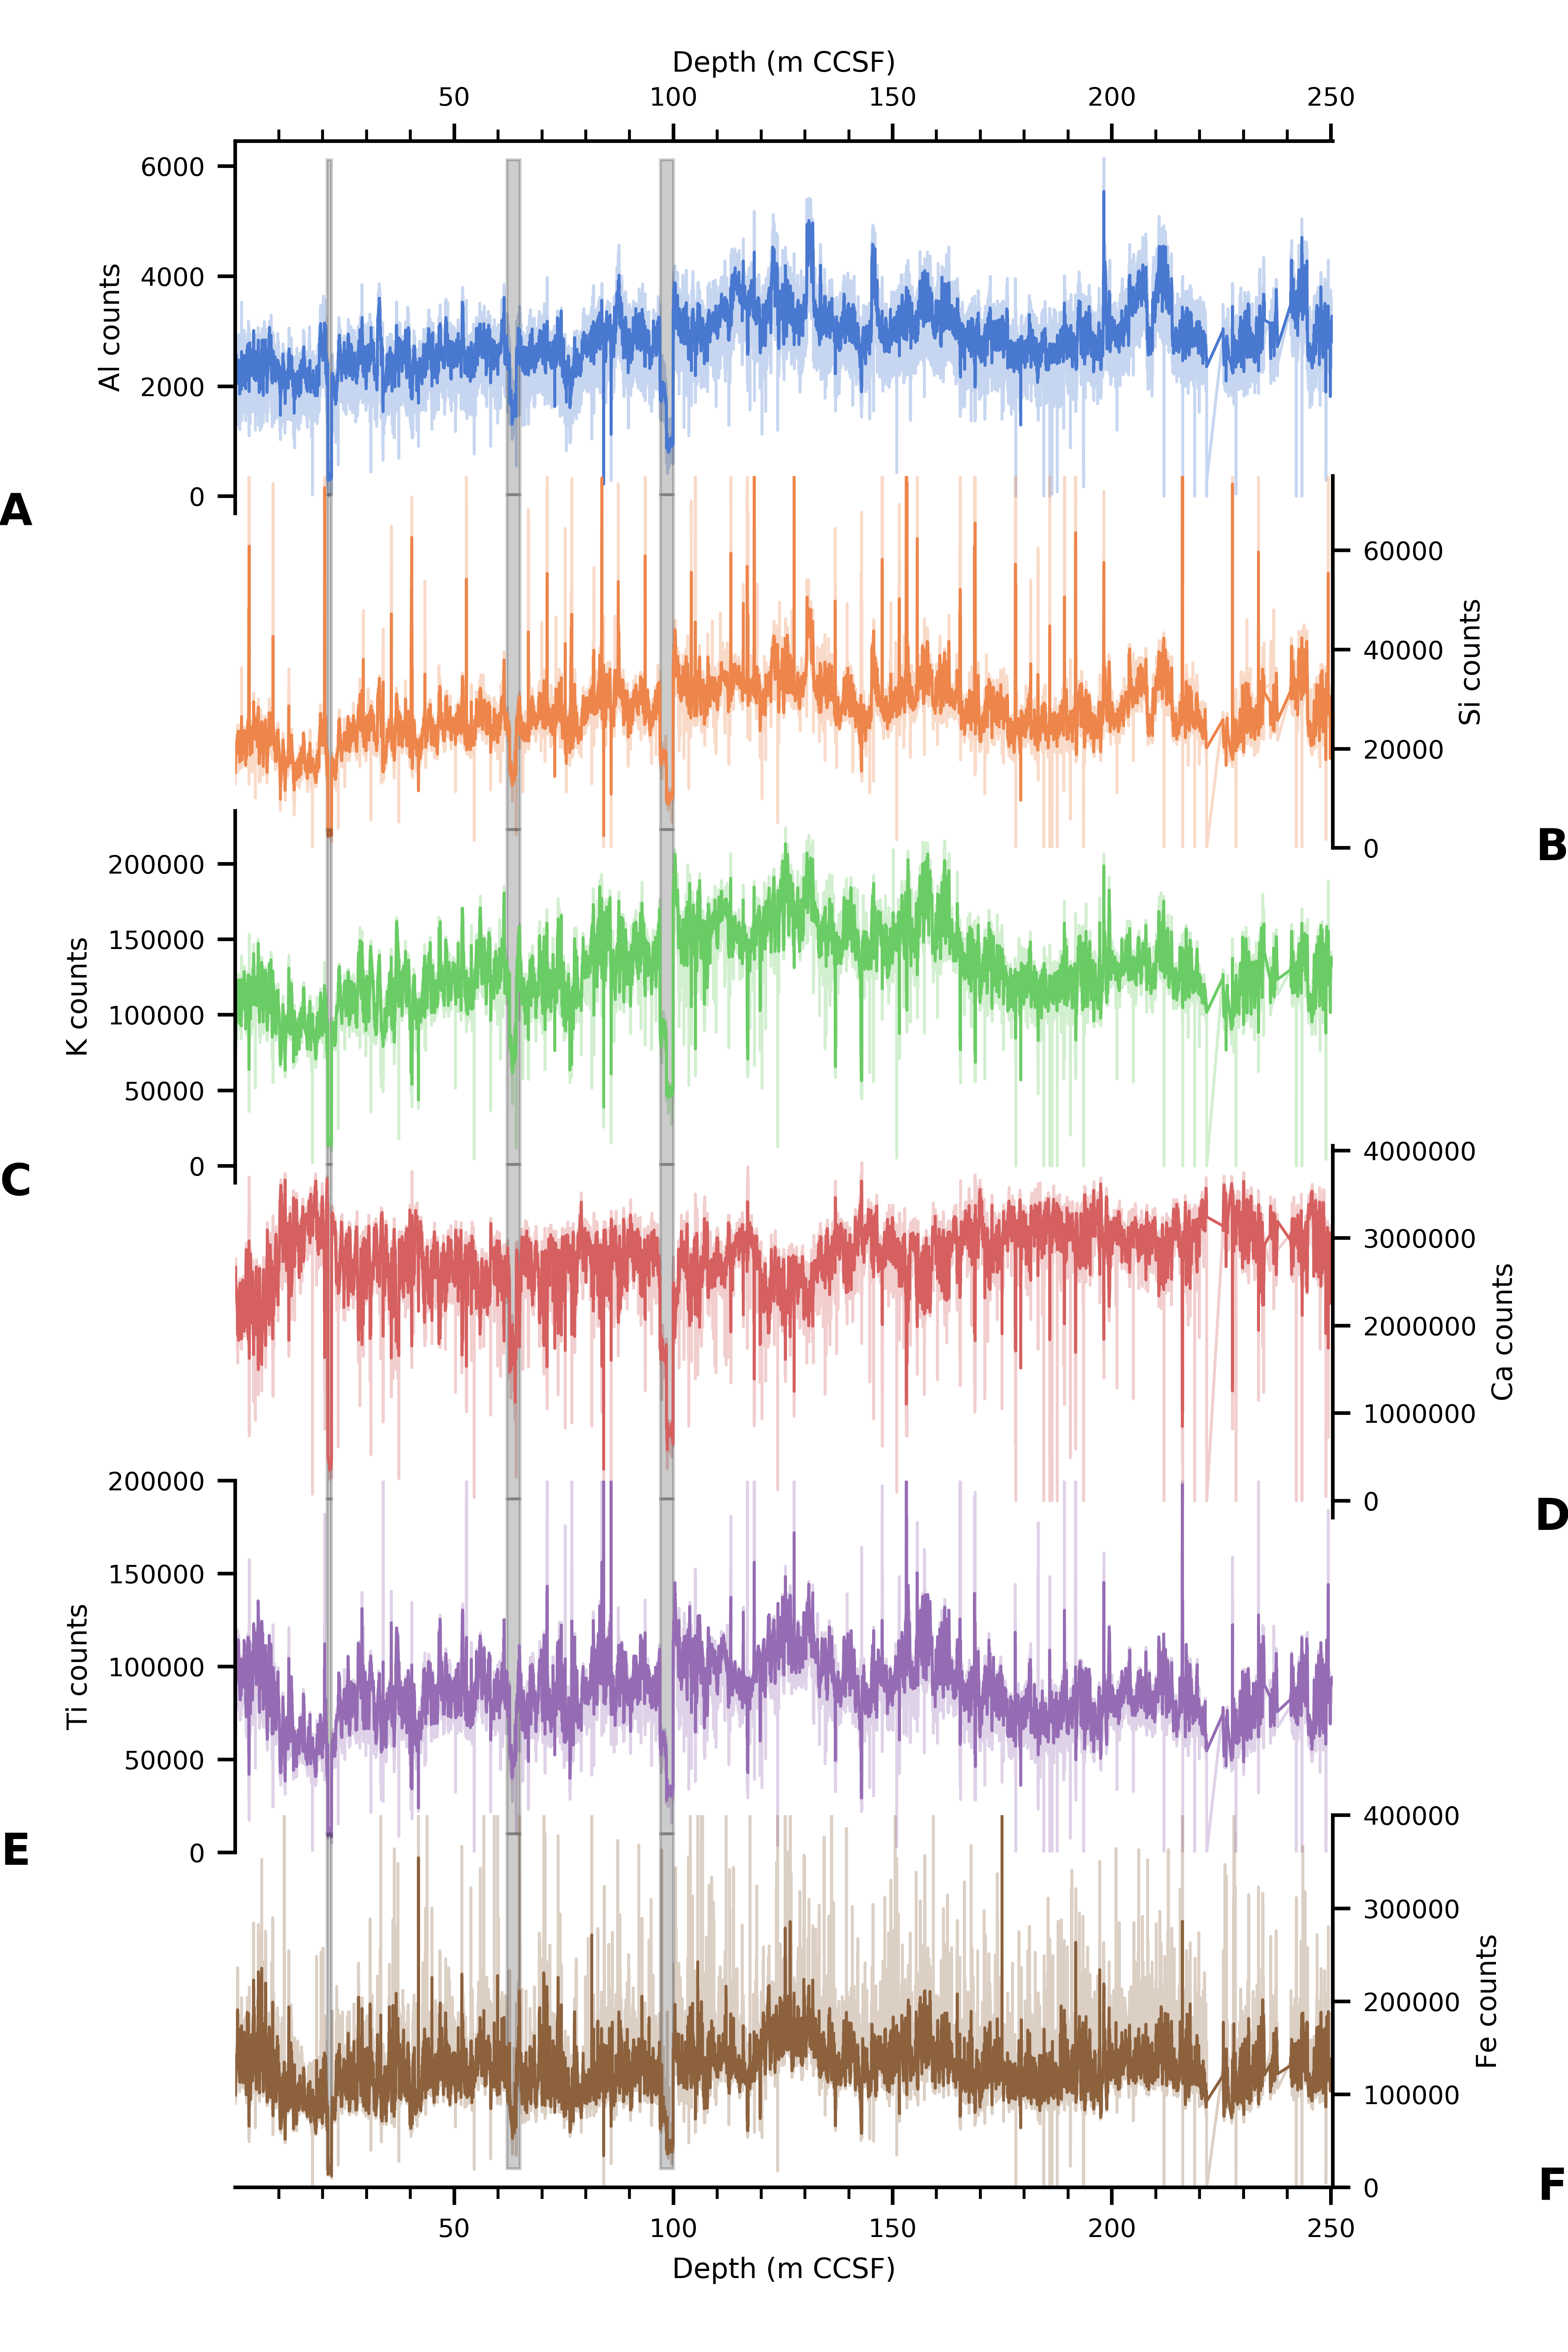 Depth (m CCSF)
50 100 150 200 250
6000
4000
2000
0
Al counts
A
60000
40000
20000
0
Si counts
B
200000
150000
100000
50000
0
K counts
C
4000000
3000000
2000000
1000000
0
Ca counts
D
200000
150000
100000
50000
0
Ti counts
E
400000
300000
200000
100000
0
Fe counts
F
50 100 150 200 250
Depth (m CCSF)